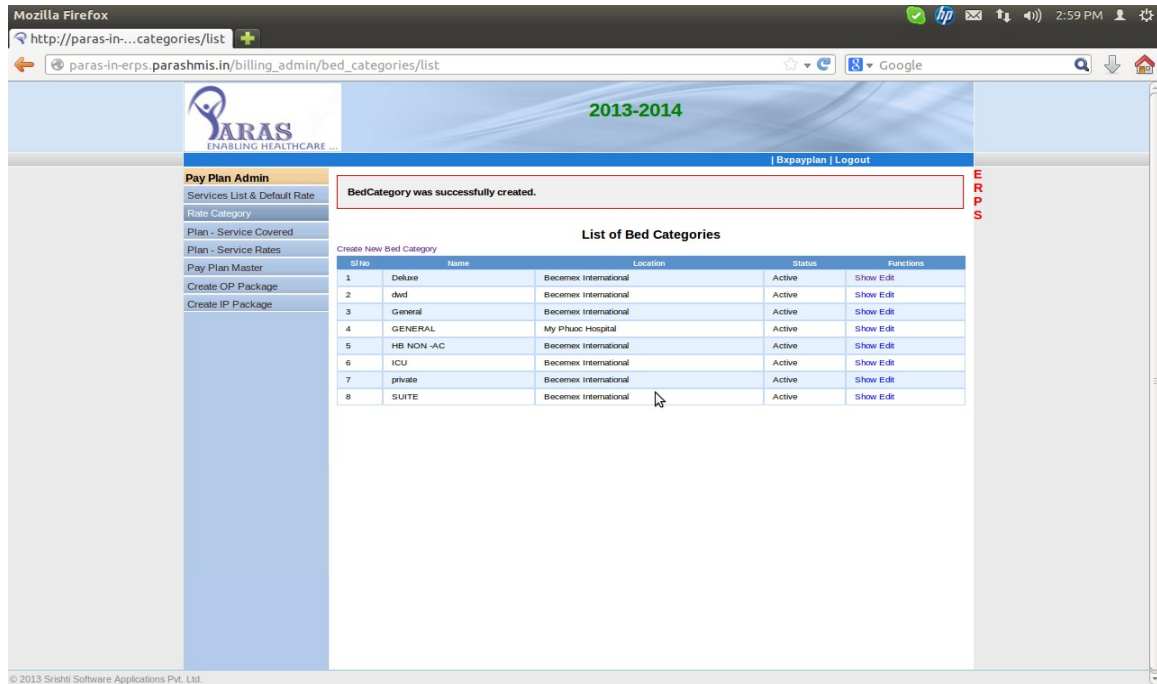 Mozilla Firefox
hp
2:59 PM
http://paras-in-...categories/list
paras-in-erps.parashmis.in/billing_admin/bed_categories/list
8 Google
PARAS
ENABLING HEALTHCARE ...
2013-2014
| Bxpayplan | Logout
E
R
P
S
Pay Plan Admin
Services List & Default Rate
Rate Category
Plan - Service Covered
Plan - Service Rates
Pay Plan Master
Create OP Package
Create IP Package
BedCategory was successfully created.
List of Bed Categories
Create New Bed Category
Sl No Name Location Status Functions
1 Deluxe Becemex International Active Show Edit
2 dwd Becemex International Active Show Edit
3 General Becemex International Active Show Edit
4 GENERAL My Phuoc Hospital Active Show Edit
5 HB NON -AC Becemex International Active Show Edit
6 ICU Becemex International Active Show Edit
7 private Becemex International Active Show Edit
8 SUITE Becemex International Active Show Edit
© 2013 Srishti Software Applications Pvt. Ltd.